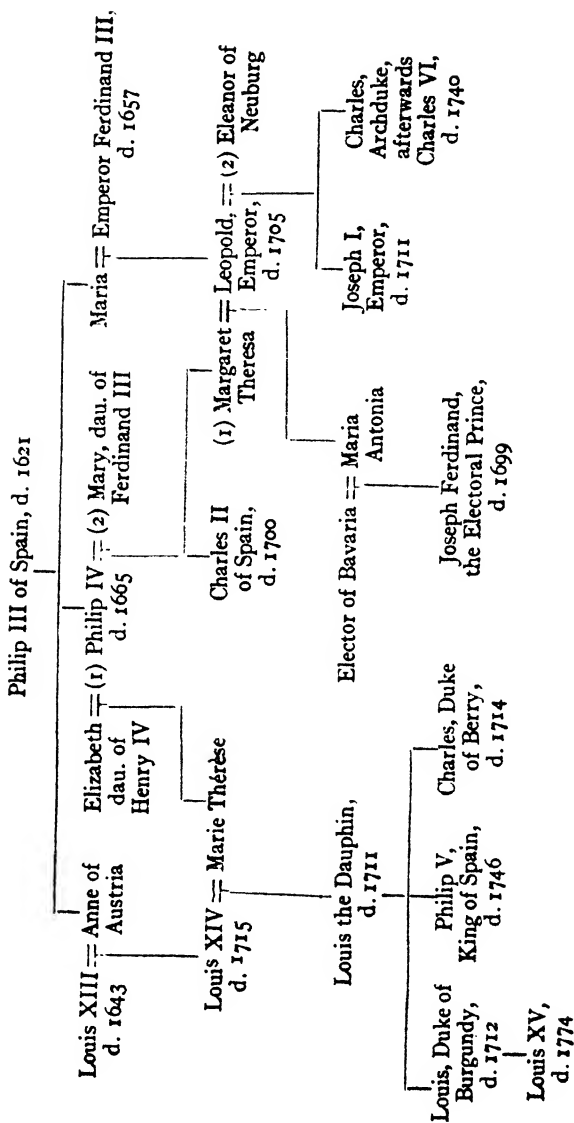 Philip III of Spain, d. 1621
Louis XIII == Anne of
d. 1643
Austria
Elizabeth == (1) Philip IV == (2) Mary, dau. of
dau. of
Henry IV
d. 1665
Ferdinand III
Maria == Emperor Ferdinand III,
d. 1657
Louis XIV == Marie Thérèse
d. 1715
Charles II
of Spain,
d. 1700
(1) Margaret == Leopold, == (2) Eleanor of
Theresa
Emperor,
d. 1705
Neuburg
Louis the Dauphin,
d. 1711
Elector of Bavaria == Maria
Antonia
Joseph I,
Emperor,
d. 1711
Charles,
Archduke,
afterwards
Charles VI,
d. 1740
Louis, Duke of
Burgundy,
d. 1712
Philip V,
King of Spain,
d. 1746
Charles, Duke
of Berry,
d. 1714
Joseph Ferdinand,
the Electoral Prince,
d. 1699
Louis XV,
d. 1774